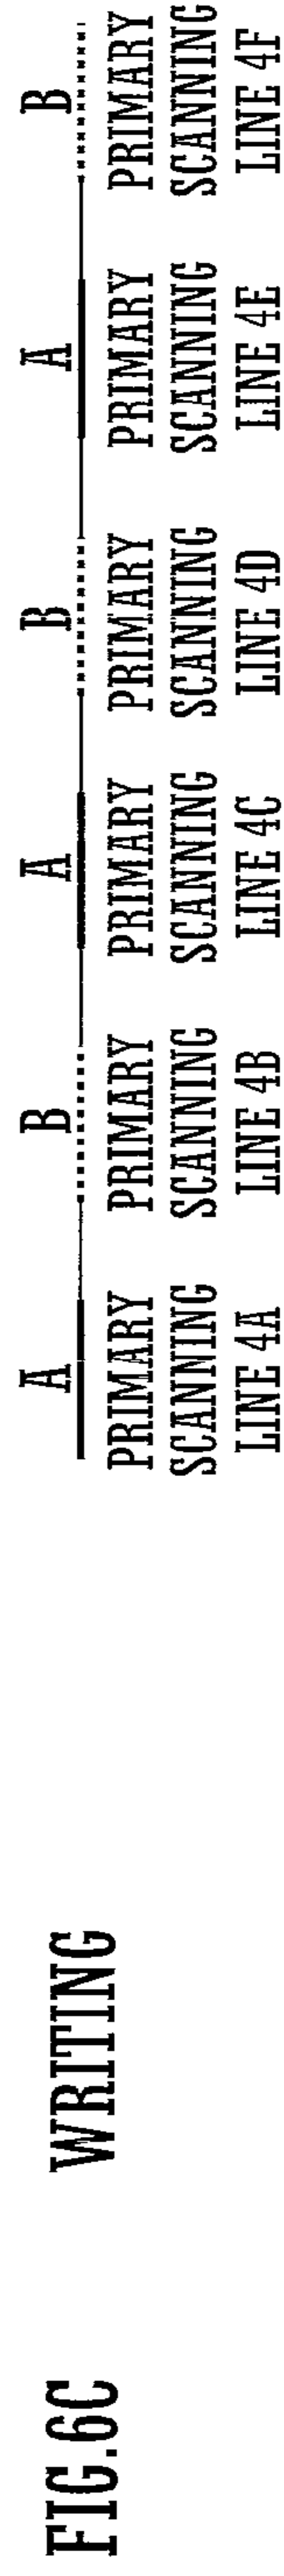 FIG.6C
WRITING
A B A B A B
PRIMARY PRIMARY PRIMARY PRIMARY PRIMARY PRIMARY
SCANNING SCANNING SCANNING SCANNING SCANNING SCANNING
LINE 4A LINE 4B LINE 4C LINE 4D LINE 4E LINE 4F